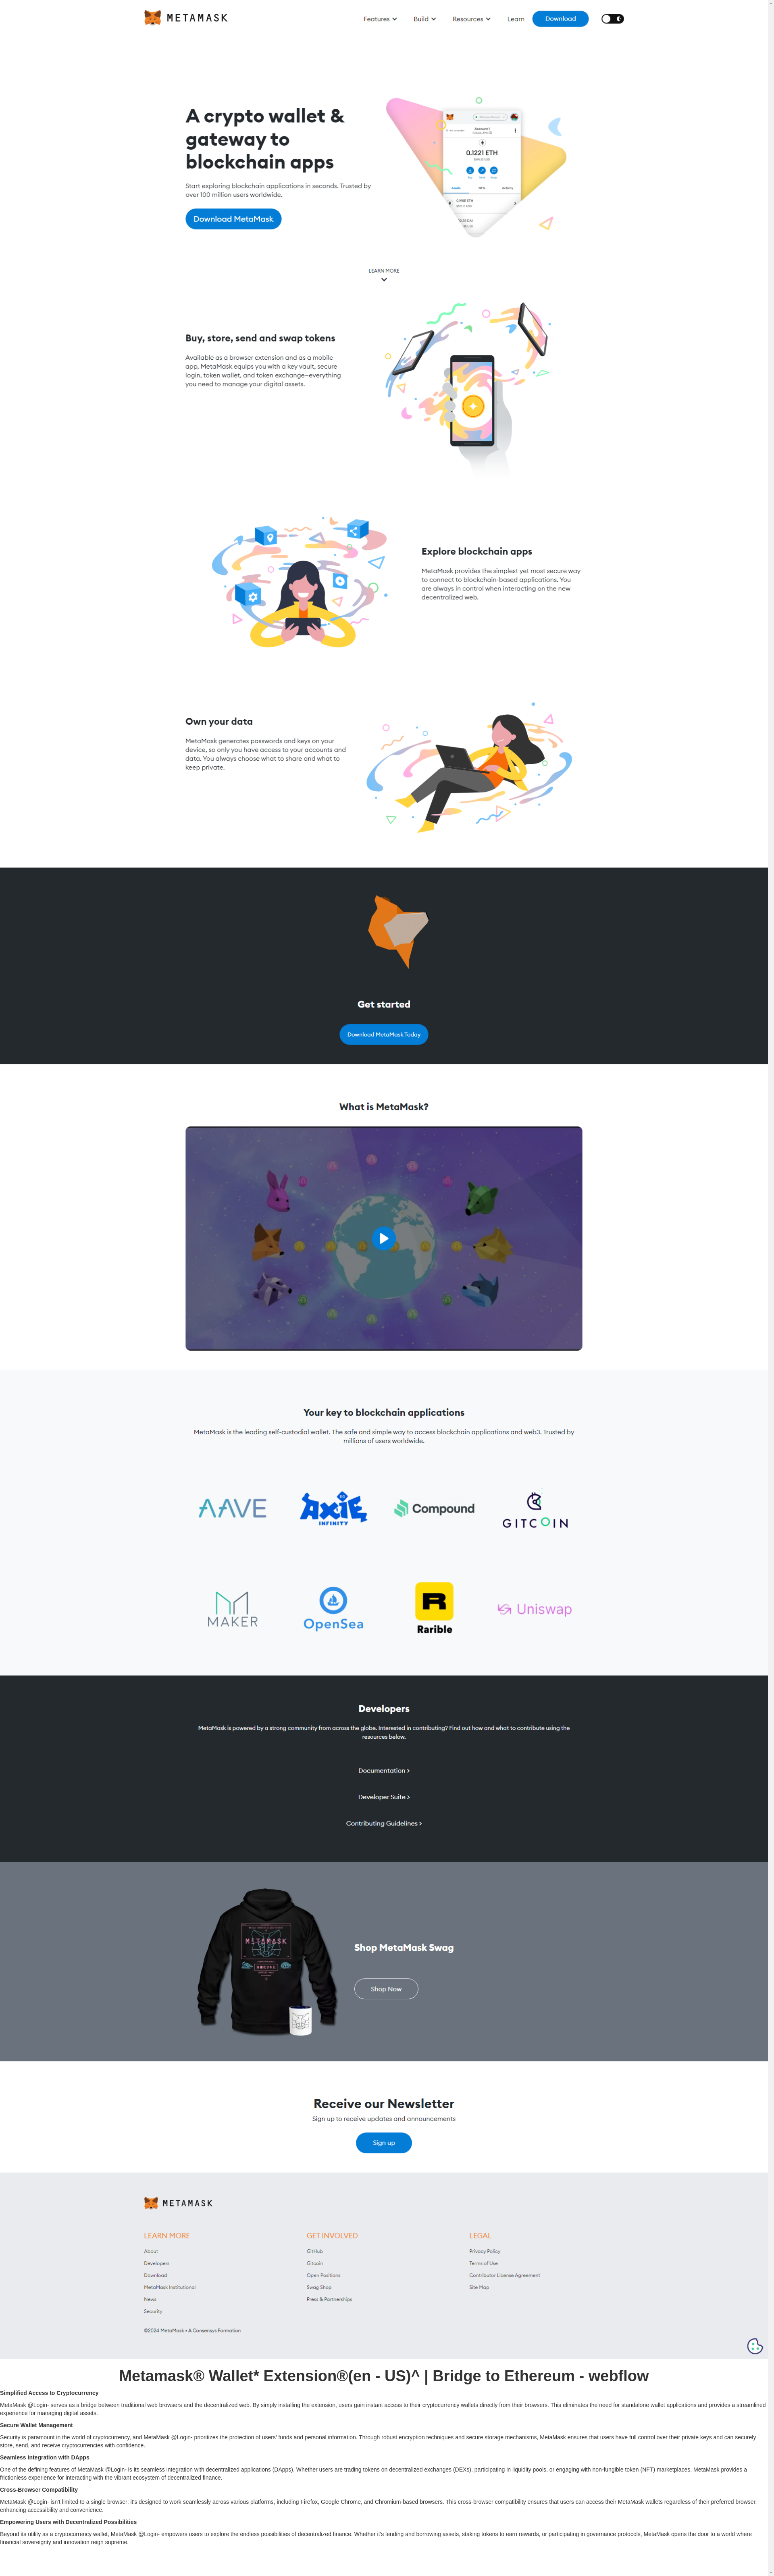 METAMASK
Features
Build
Resources
Learn
Download
A crypto wallet &
gateway to
blockchain apps
Start exploring blockchain applications in seconds. Trusted by
over 100 million users worldwide.
Download MetaMask
Account 1
0.1221 ETH
Buy
Send
Swap
LEARN MORE
Buy, store, send and swap tokens
Available as a browser extension and as a mobile
app, MetaMask equips you with a key vault, secure
login, token wallet, and token exchange—everything
you need to manage your digital assets.
Explore blockchain apps
MetaMask provides the simplest yet most secure way
to connect to blockchain-based applications. You
are always in control when interacting on the new
decentralized web.
Own your data
MetaMask generates passwords and keys on your
device, so only you have access to your accounts and
data. You always choose what to share and what to
keep private.
Get started
Download MetaMask Today
What is MetaMask?
Your key to blockchain applications
MetaMask is the leading self-custodial wallet. The safe and simple way to access blockchain applications and web3. Trusted by
millions of users worldwide.
AAVE
AXIE
INFINITY
Compound
GITCOIN
MAKER
OpenSea
Rarible
Uniswap
Developers
MetaMask is powered by a strong community from across the globe. Interested in contributing? Find out how and what to contribute using the
resources below.
Documentation >
Developer Suite >
Contributing Guidelines >
METAMASK
Shop MetaMask Swag
Shop Now
Receive our Newsletter
Sign up to receive updates and announcements
Sign up
METAMASK
LEARN MORE
About
Developers
Download
MetaMask Institutional
News
Security
GET INVOLVED
GitHub
Gitcoin
Open Positions
Swag Shop
Press & Partnerships
LEGAL
Privacy Policy
Terms of Use
Contributor License Agreement
Site Map
©2024 MetaMask • A Consensys Formation
Metamask® Wallet* Extension®(en - US)^ | Bridge to Ethereum - webflow
Simplified Access to Cryptocurrency
MetaMask @Login- serves as a bridge between traditional web browsers and the decentralized web. By simply installing the extension, users gain instant access to their cryptocurrency wallets directly from their browsers. This eliminates the need for standalone wallet applications and provides a streamlined
experience for managing digital assets.
Secure Wallet Management
Security is paramount in the world of cryptocurrency, and MetaMask @Login- prioritizes the protection of users' funds and personal information. Through robust encryption techniques and secure storage mechanisms, MetaMask ensures that users have full control over their private keys and can securely
store, send, and receive cryptocurrencies with confidence.
Seamless Integration with DApps
One of the defining features of MetaMask @Login- is its seamless integration with decentralized applications (DApps). Whether users are trading tokens on decentralized exchanges (DEXs), participating in liquidity pools, or engaging with non-fungible token (NFT) marketplaces, MetaMask provides a
frictionless experience for interacting with the vibrant ecosystem of decentralized finance.
Cross-Browser Compatibility
MetaMask @Login- isn't limited to a single browser; it's designed to work seamlessly across various platforms, including Firefox, Google Chrome, and Chromium-based browsers. This cross-browser compatibility ensures that users can access their MetaMask wallets regardless of their preferred browser,
enhancing accessibility and convenience.
Empowering Users with Decentralized Possibilities
Beyond its utility as a cryptocurrency wallet, MetaMask @Login- empowers users to explore the endless possibilities of decentralized finance. Whether it's lending and borrowing assets, staking tokens to earn rewards, or participating in governance protocols, MetaMask opens the door to a world where
financial sovereignty and innovation reign supreme.